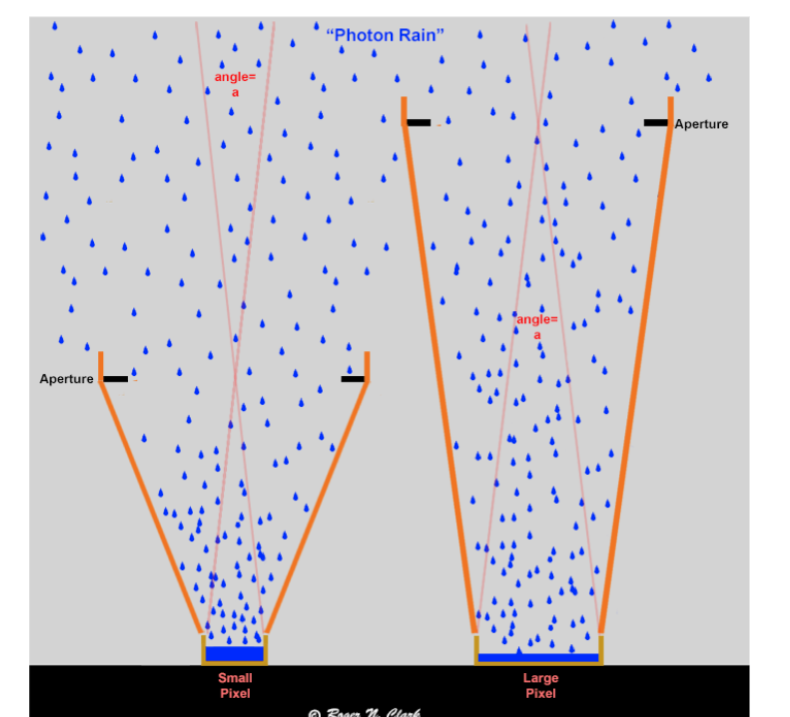 “Photon Rain”
angle=
a
Aperture
angle=
a
Aperture
Small
Pixel
Large
Pixel
© Roger N. Clark